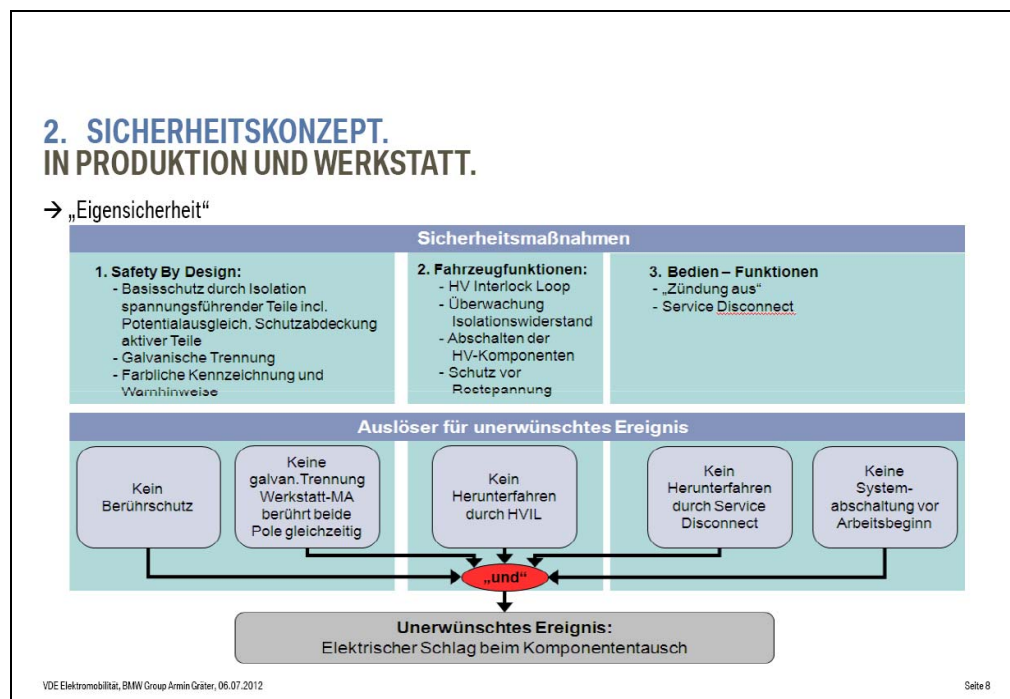 2. SICHERHEITSKONZEPT.
IN PRODUKTION UND WERKSTATT.
→ „Eigensicherheit“
Sicherheitsmaßnahmen
1. Safety By Design:
- Basisschutz durch Isolation
spannungsführender Teile incl.
Potentialausgleich, Schutzabdeckung
aktiver Teile
- Galvanische Trennung
- Farbliche Kennzeichnung und
Warnhinweise
2. Fahrzeugfunktionen:
- HV Interlock Loop
- Überwachung
Isolationswiderstand
- Abschalten der
HV-Komponenten
- Schutz vor
Restspannung
3. Bedien – Funktionen
- „Zündung aus“
- Service Disconnect
Auslöser für unerwünschtes Ereignis
Kein
Berührschutz
Keine
galvan.Trennung
Werkstatt-MA
berührt beide
Pole gleichzeitig
Kein
Herunterfahren
durch HVIL
Kein
Herunterfahren
durch Service
Disconnect
Keine
System-
abschaltung vor
Arbeitsbeginn
„und“
Unerwünschtes Ereignis:
Elektrischer Schlag beim Komponententausch
VDE Elektromobilität, BMW Group Armin Gräter, 06.07.2012
Seite 8